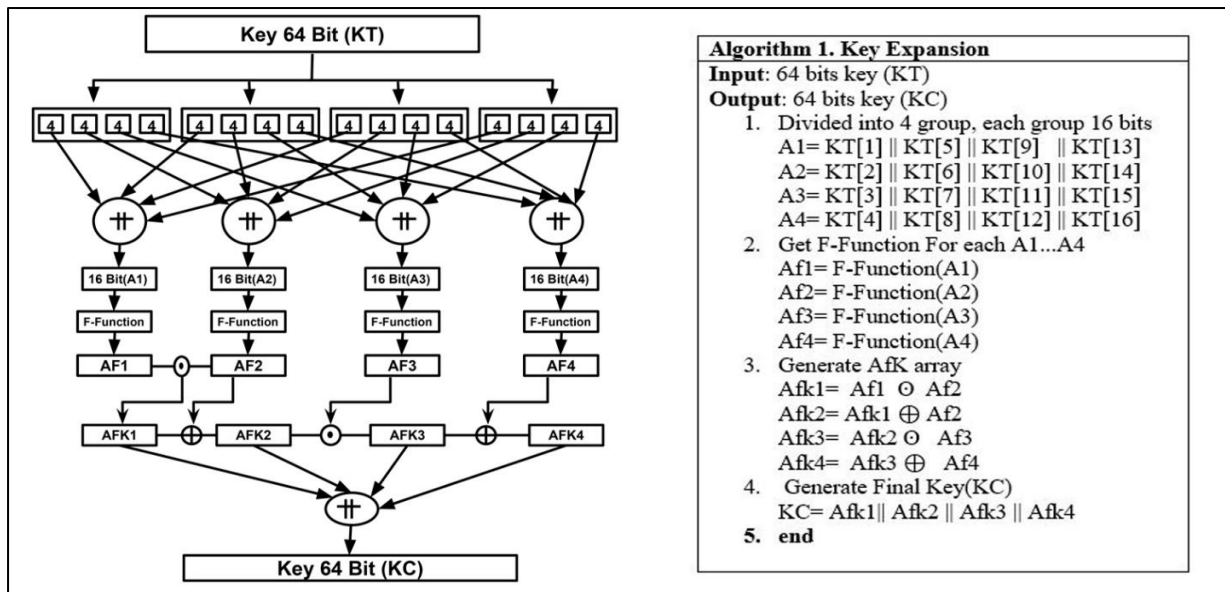 Key 64 Bit (KT)
4 4 4 4 4 4 4 4 4 4 4 4 4 4 4 4
16 Bit(A1) 16 Bit(A2) 16 Bit(A3) 16 Bit(A4)
F-Function F-Function F-Function F-Function
AF1 AF2 AF3 AF4
AFK1 AFK2 AFK3 AFK4
Key 64 Bit (KC)
Algorithm 1. Key Expansion
Input: 64 bits key (KT)
Output: 64 bits key (KC)
1. Divided into 4 group, each group 16 bits
A1= KT[1] || KT[5] || KT[9] || KT[13]
A2= KT[2] || KT[6] || KT[10] || KT[14]
A3= KT[3] || KT[7] || KT[11] || KT[15]
A4= KT[4] || KT[8] || KT[12] || KT[16]
2. Get F-Function For each A1...A4
Af1= F-Function(A1)
Af2= F-Function(A2)
Af3= F-Function(A3)
Af4= F-Function(A4)
3. Generate AfK array
Afk1= Af1 ⊙ Af2
Afk2= Afk1 ⊕ Af2
Afk3= Afk2 ⊙ Af3
Afk4= Afk3 ⊕ Af4
4. Generate Final Key(KC)
KC= Afk1|| Afk2 || Afk3 || Afk4
5. end